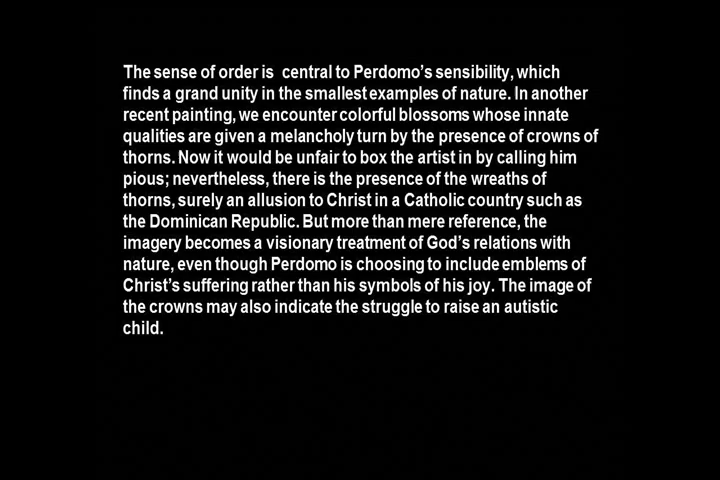 The sense of order is  central to Perdomo's sensibility, which
finds a grand unity in the smallest examples of nature. In another
recent painting, we encounter colorful blossoms whose innate
qualities are given a melancholy turn by the presence of crowns of
thorns. Now it would be unfair to box the artist in by calling him
pious; nevertheless, there is the presence of the wreaths of
thorns, surely an allusion to Christ in a Catholic country such as
the Dominican Republic. But more than mere reference, the
imagery becomes a visionary treatment of God's relations with
nature, even though Perdomo is choosing to include emblems of
Christ's suffering rather than his symbols of his joy. The image of
the crowns may also indicate the struggle to raise an autistic
child.